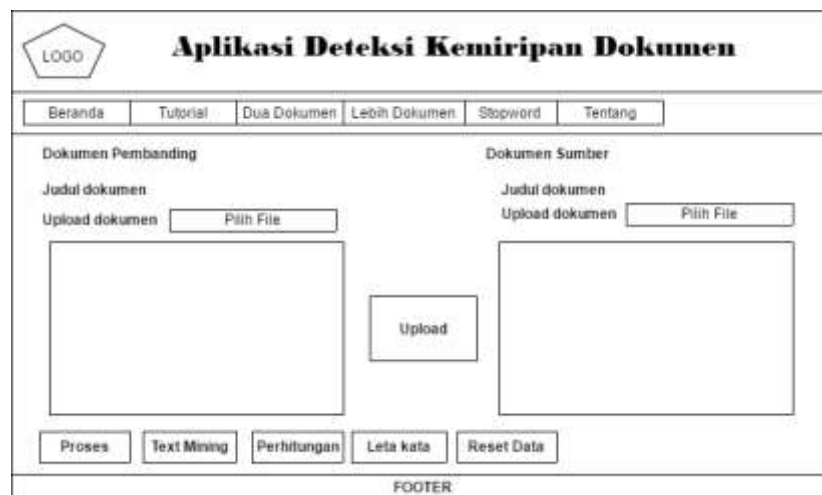 LOGO
Aplikasi Deteksi Kemiripan Dokumen
Beranda Tutorial Dua Dokumen Lebih Dokumen Stopword Tentang
Dokumen Pembanding Dokumen Sumber
Judul dokumen Judul dokumen
Upload dokumen Pilih File Upload dokumen Pilih File
Upload
Proses Text Mining Perhitungan Leta kata Reset Data
FOOTER